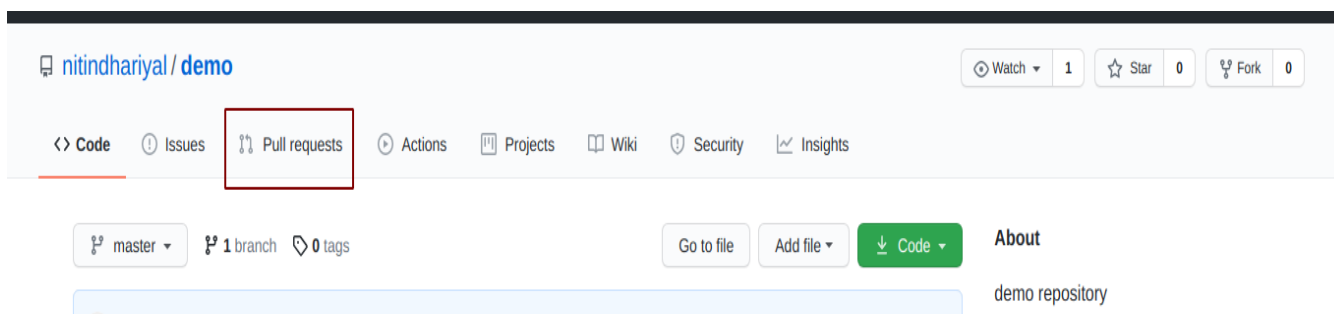 nitindhariyal / demo
Watch 1 Star 0 Fork 0
Code Issues Pull requests Actions Projects Wiki Security Insights
master 1 branch 0 tags Go to file Add file Code
About
demo repository